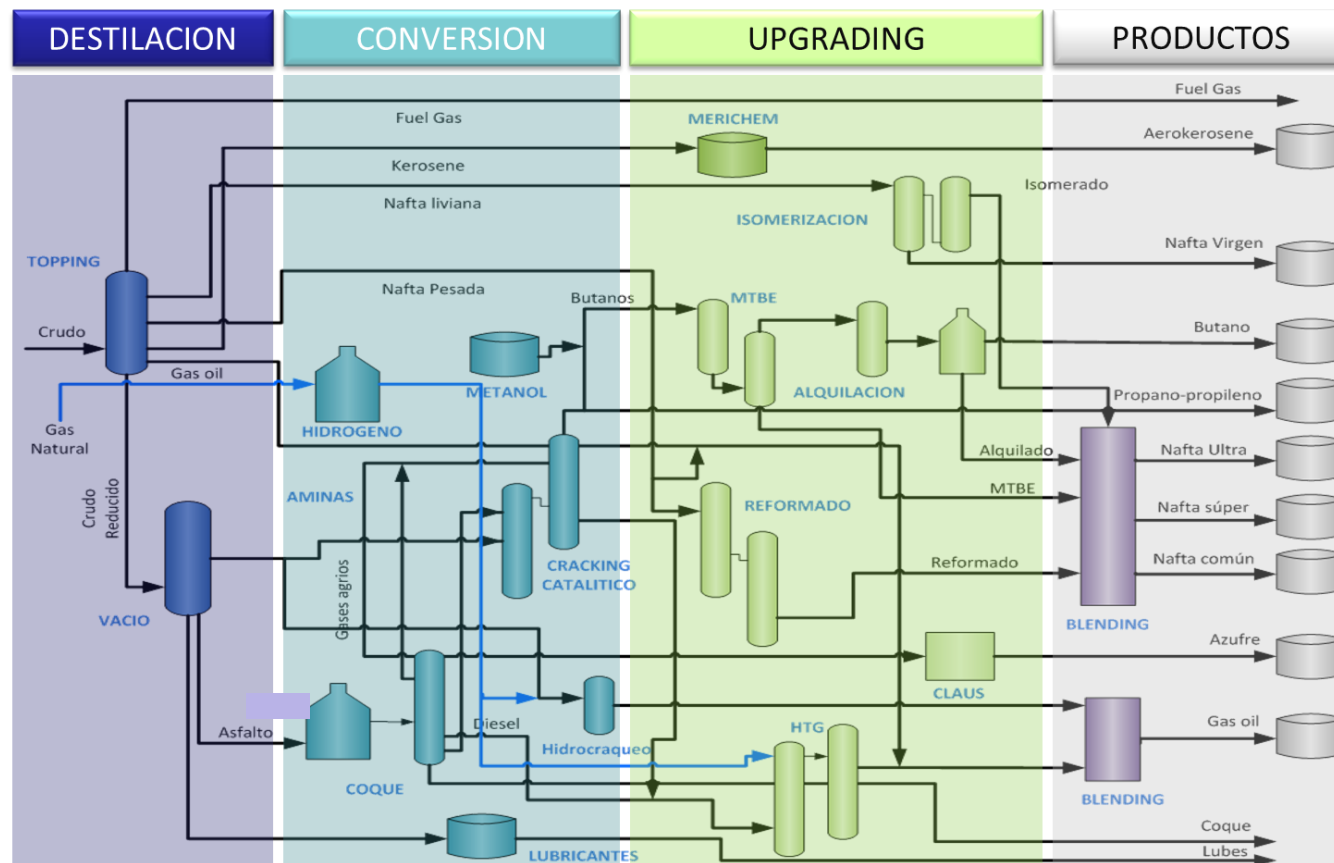 DESTILACION
CONVERSION
UPGRADING
PRODUCTOS
Fuel Gas
Fuel Gas
MERICHEM
Aerokerosene
Kerosene
Isomerado
Nafta liviana
ISOMERIZACION
Nafta Virgen
TOPPING
Nafta Pesada
Butanos
MTBE
Crudo
Butano
Gas oil
METANOL
ALQUILACION
Propano-propileno
Gas
Natural
HIDROGENO
Alquilado
Nafta Ultra
Crudo
Reducido
AMINAS
MTBE
REFORMADO
Nafta súper
Gases agrios
CRACKING
CATALITICO
Reformado
Nafta común
VACIO
BLENDING
Azufre
CLAUS
Asfalto
Diesel
Hidrocraqueo
HTG
Gas oil
COQUE
BLENDING
Coque
LUBRICANTES
Lubes